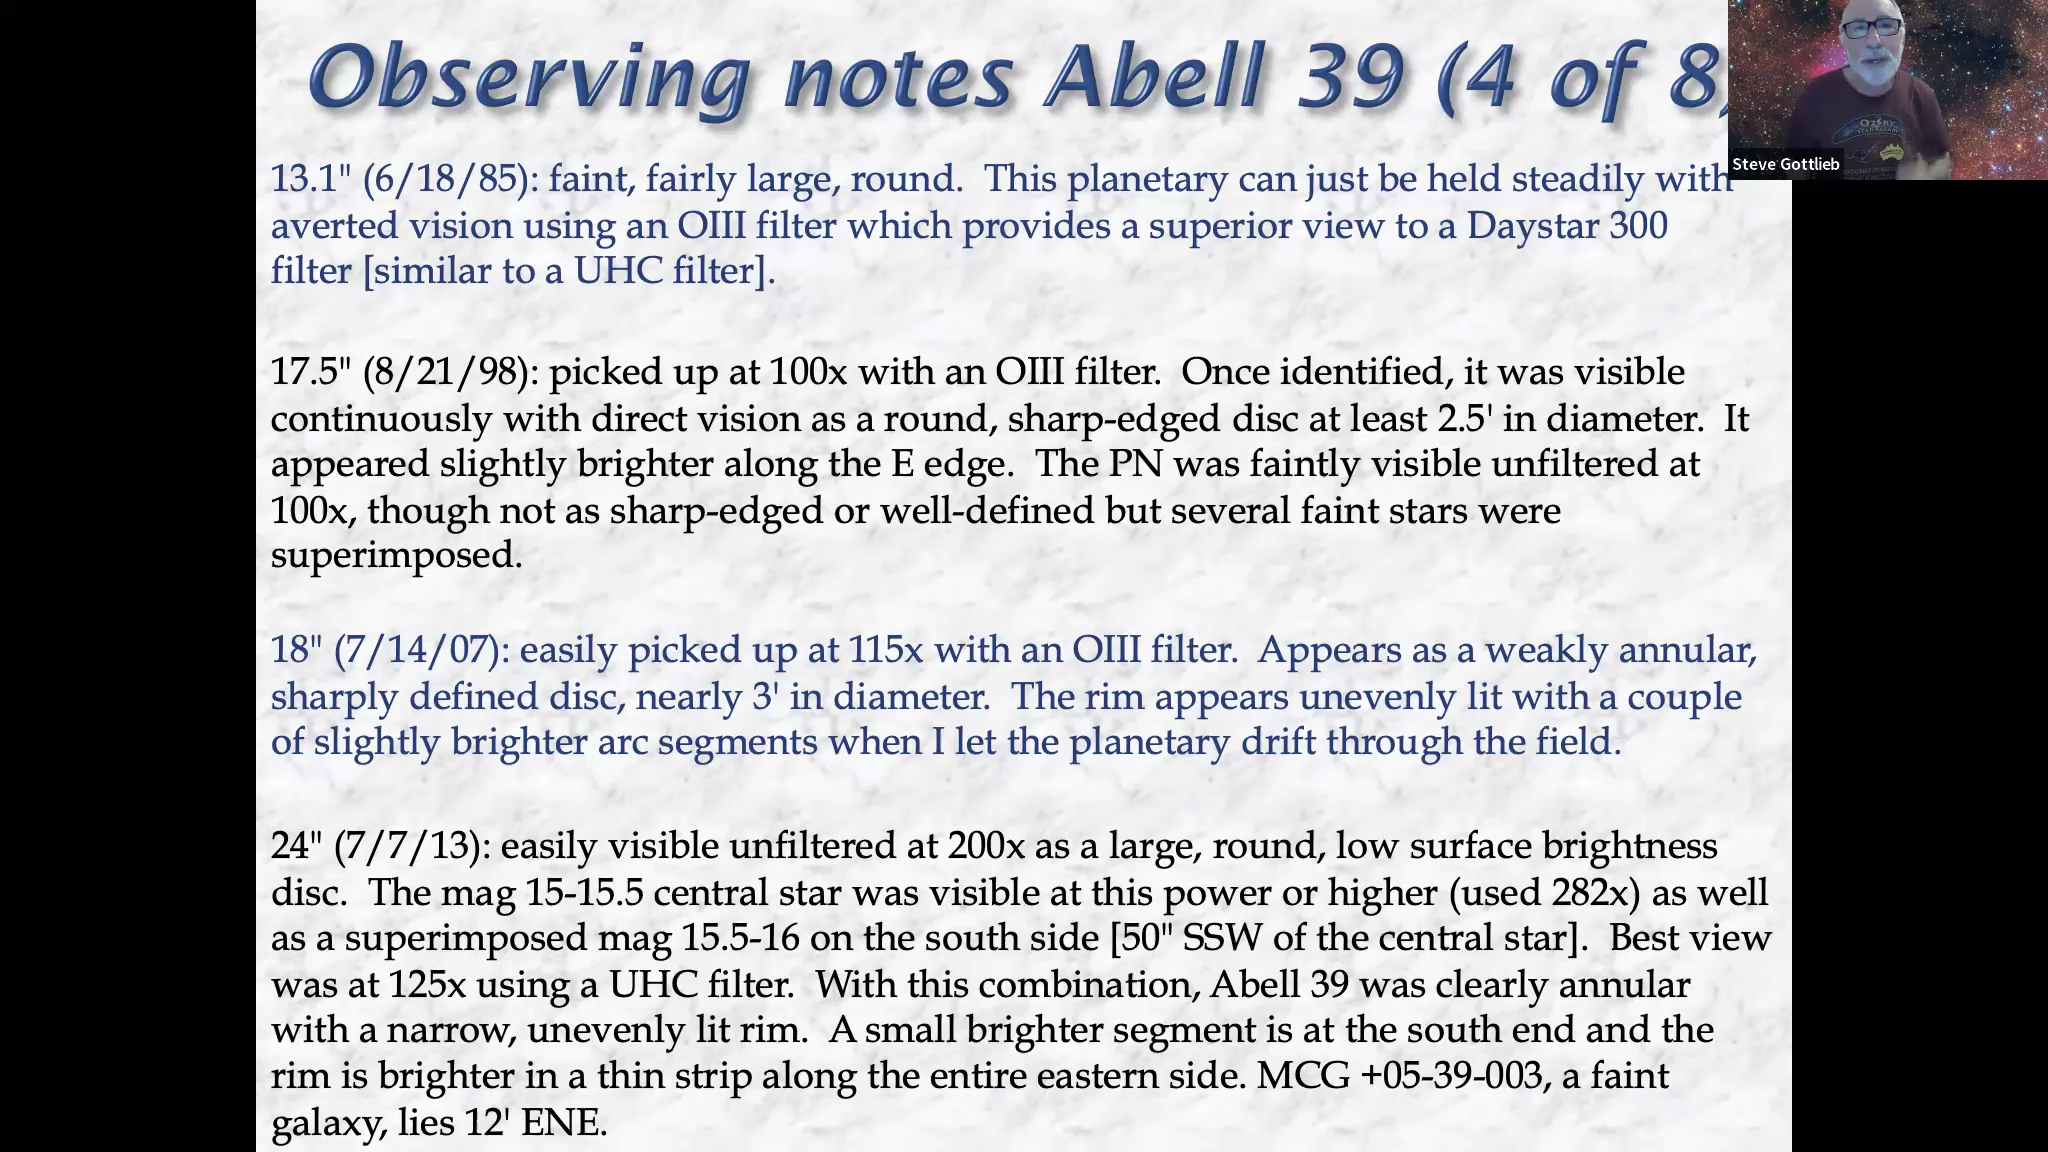 Observing notes Abell 39 (4 of 8)
Steve Gottlieb
OzSky
13.1" (6/18/85): faint, fairly large, round.  This planetary can just be held steadily with
averted vision using an OIII filter which provides a superior view to a Daystar 300
filter [similar to a UHC filter].
17.5" (8/21/98): picked up at 100x with an OIII filter.  Once identified, it was visible
continuously with direct vision as a round, sharp-edged disc at least 2.5' in diameter.  It
appeared slightly brighter along the E edge.  The PN was faintly visible unfiltered at
100x, though not as sharp-edged or well-defined but several faint stars were
superimposed.
18" (7/14/07): easily picked up at 115x with an OIII filter.  Appears as a weakly annular,
sharply defined disc, nearly 3' in diameter.  The rim appears unevenly lit with a couple
of slightly brighter arc segments when I let the planetary drift through the field.
24" (7/7/13): easily visible unfiltered at 200x as a large, round, low surface brightness
disc.  The mag 15-15.5 central star was visible at this power or higher (used 282x) as well
as a superimposed mag 15.5-16 on the south side [50" SSW of the central star].  Best view
was at 125x using a UHC filter.  With this combination, Abell 39 was clearly annular
with a narrow, unevenly lit rim.  A small brighter segment is at the south end and the
rim is brighter in a thin strip along the entire eastern side. MCG +05-39-003, a faint
galaxy, lies 12' ENE.